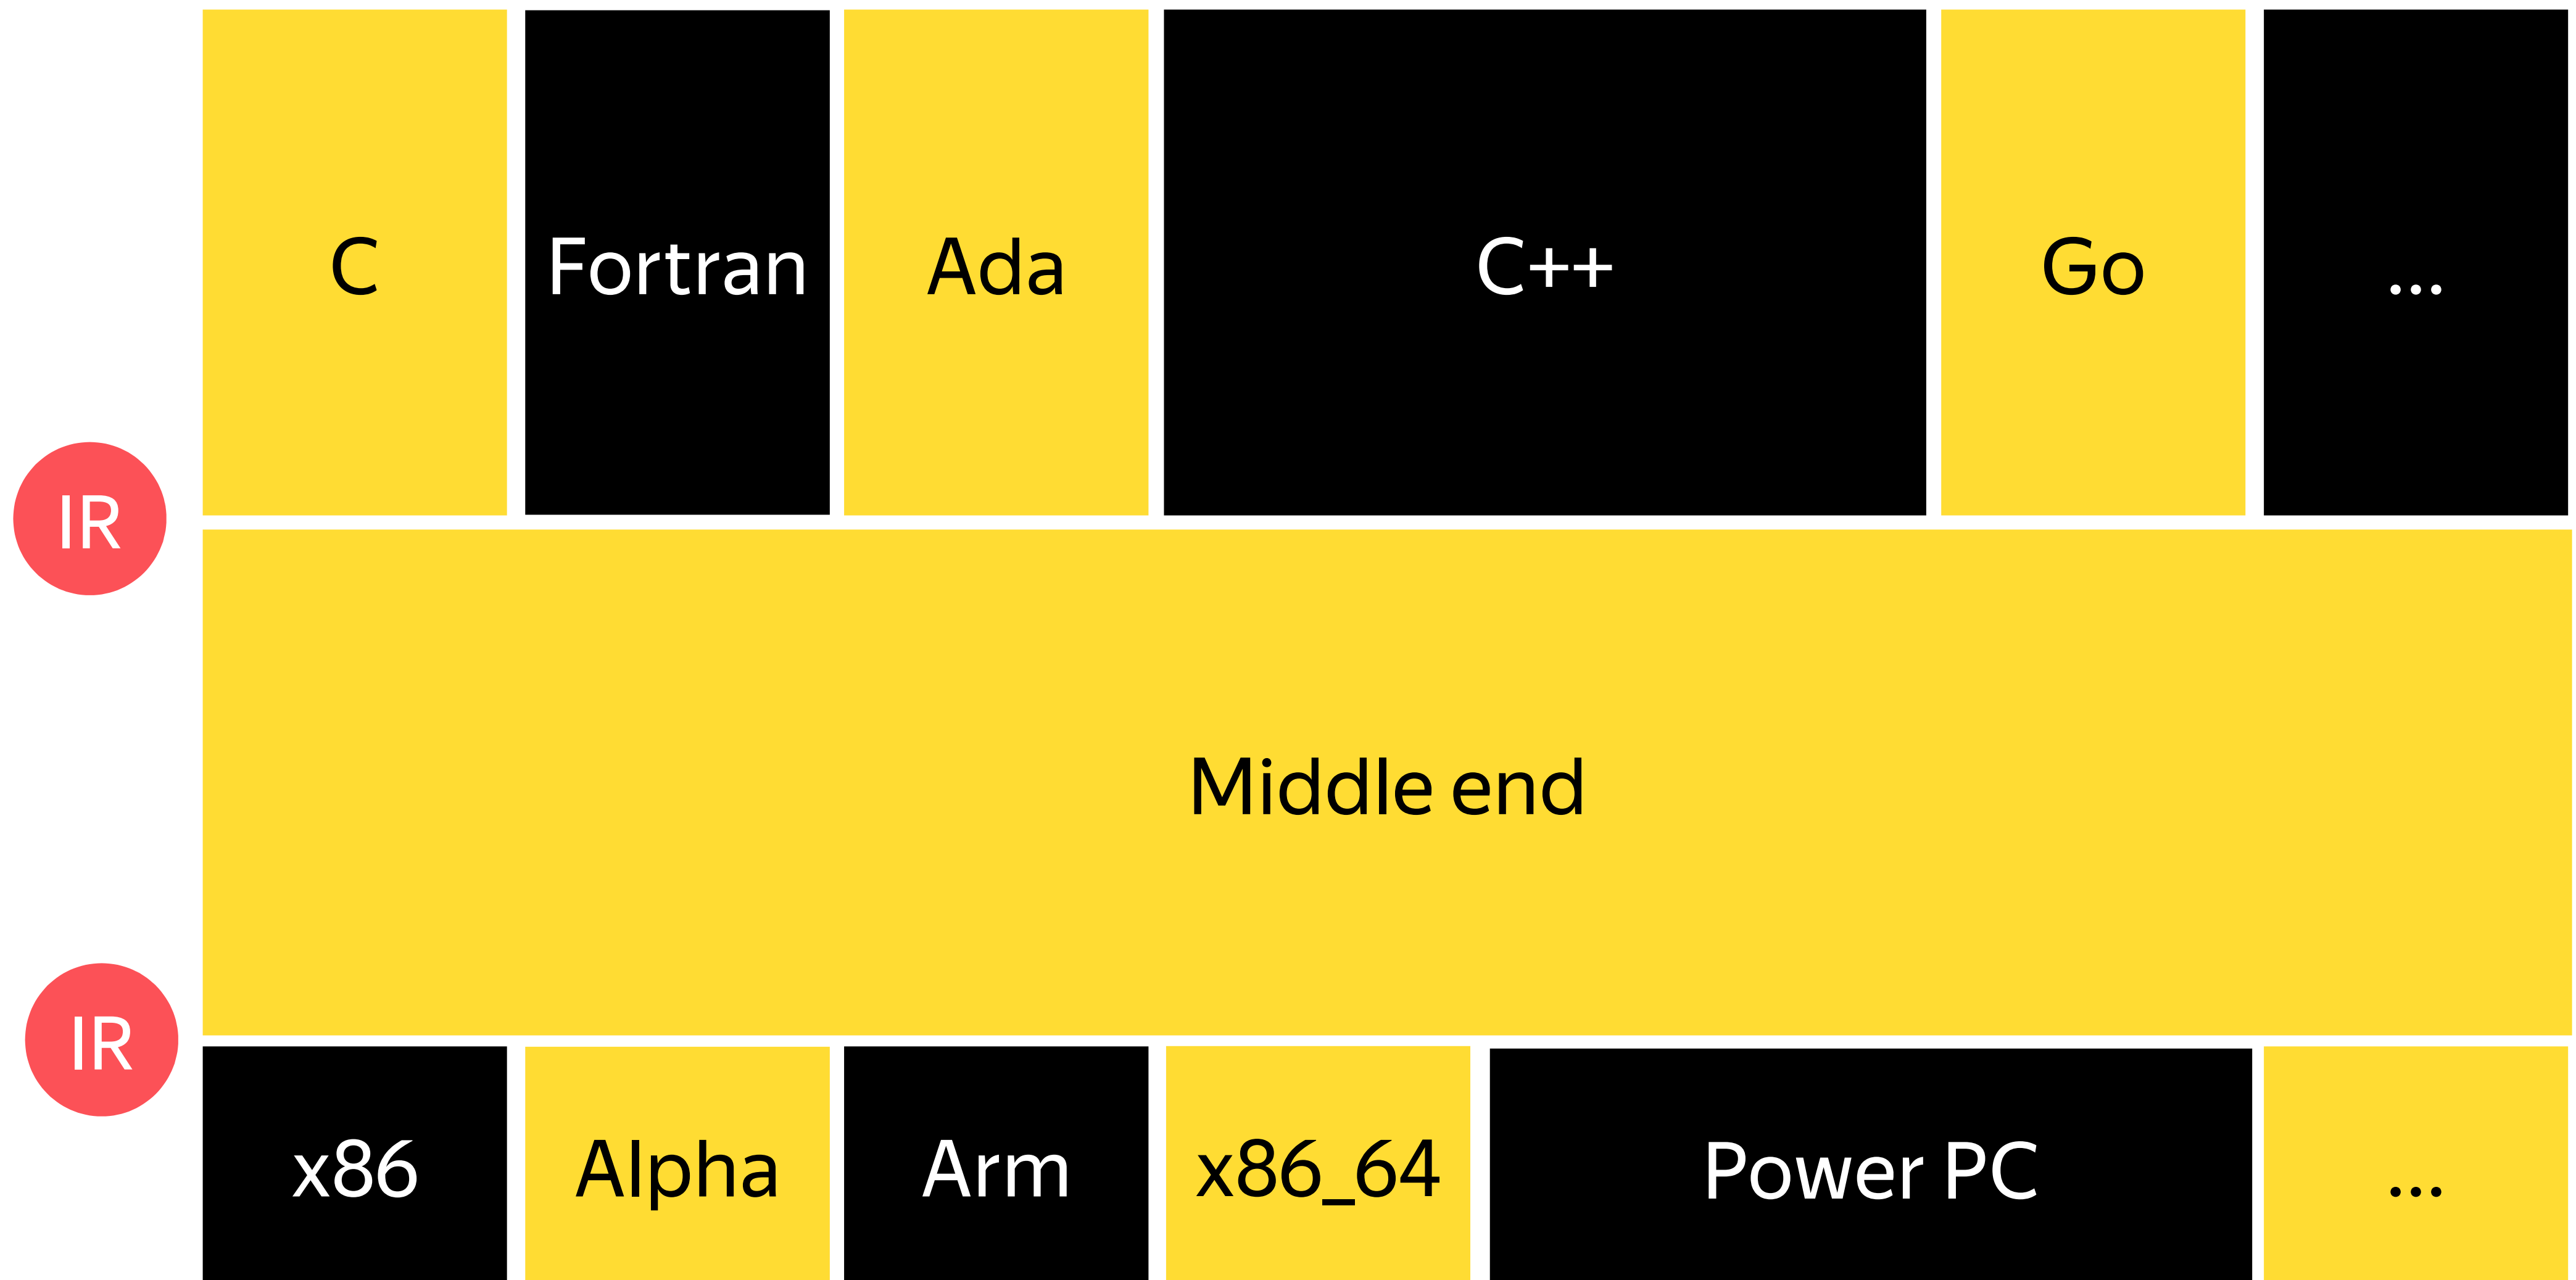 C
Fortran
Ada
C++
Go
...
IR
Middle end
IR
x86
Alpha
Arm
x86_64
Power PC
...